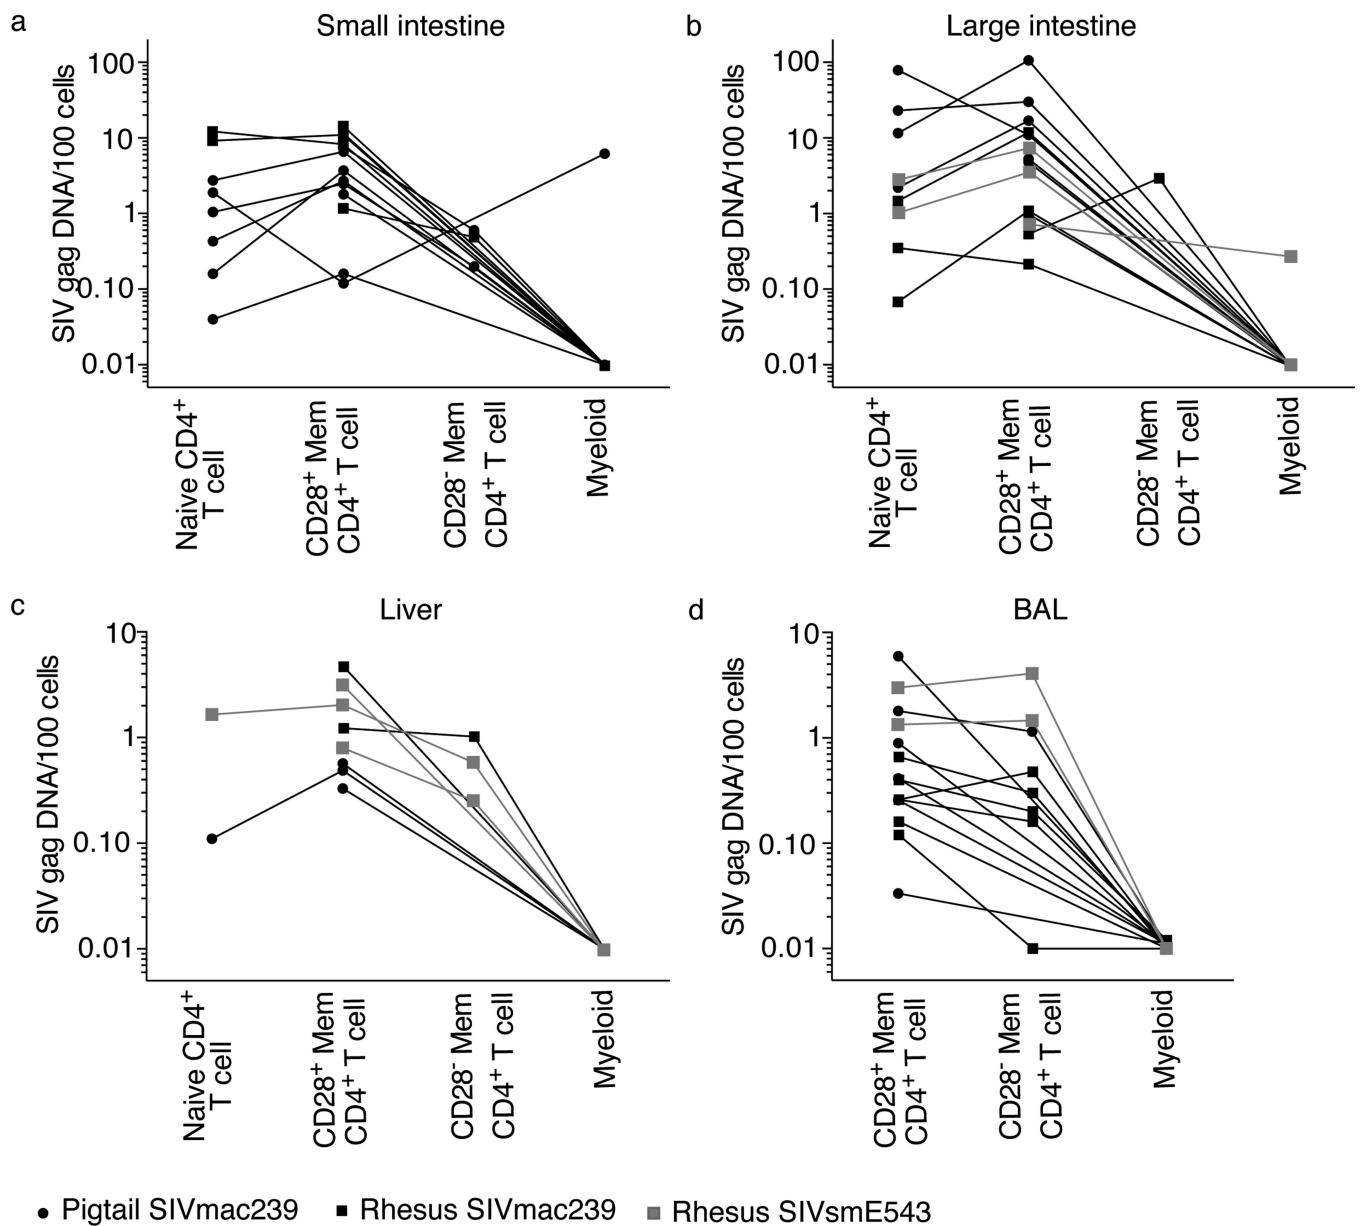 a
Small intestine
SIV gag DNA/100 cells
100
10
1
0.10
0.01
Naive CD4+
T cell
CD28+ Mem
CD4+ T cell
CD28- Mem
CD4+ T cell
Myeloid
b
Large intestine
SIV gag DNA/100 cells
100
10
1
0.10
0.01
Naive CD4+
T cell
CD28+ Mem
CD4+ T cell
CD28- Mem
CD4+ T cell
Myeloid
c
Liver
SIV gag DNA/100 cells
10
1
0.10
0.01
Naive CD4+
T cell
CD28+ Mem
CD4+ T cell
CD28- Mem
CD4+ T cell
Myeloid
d
BAL
SIV gag DNA/100 cells
10
1
0.10
0.01
CD28+ Mem
CD4+ T cell
CD28- Mem
CD4+ T cell
Myeloid
Pigtail SIVmac239
Rhesus SIVmac239
Rhesus SIVsmE543